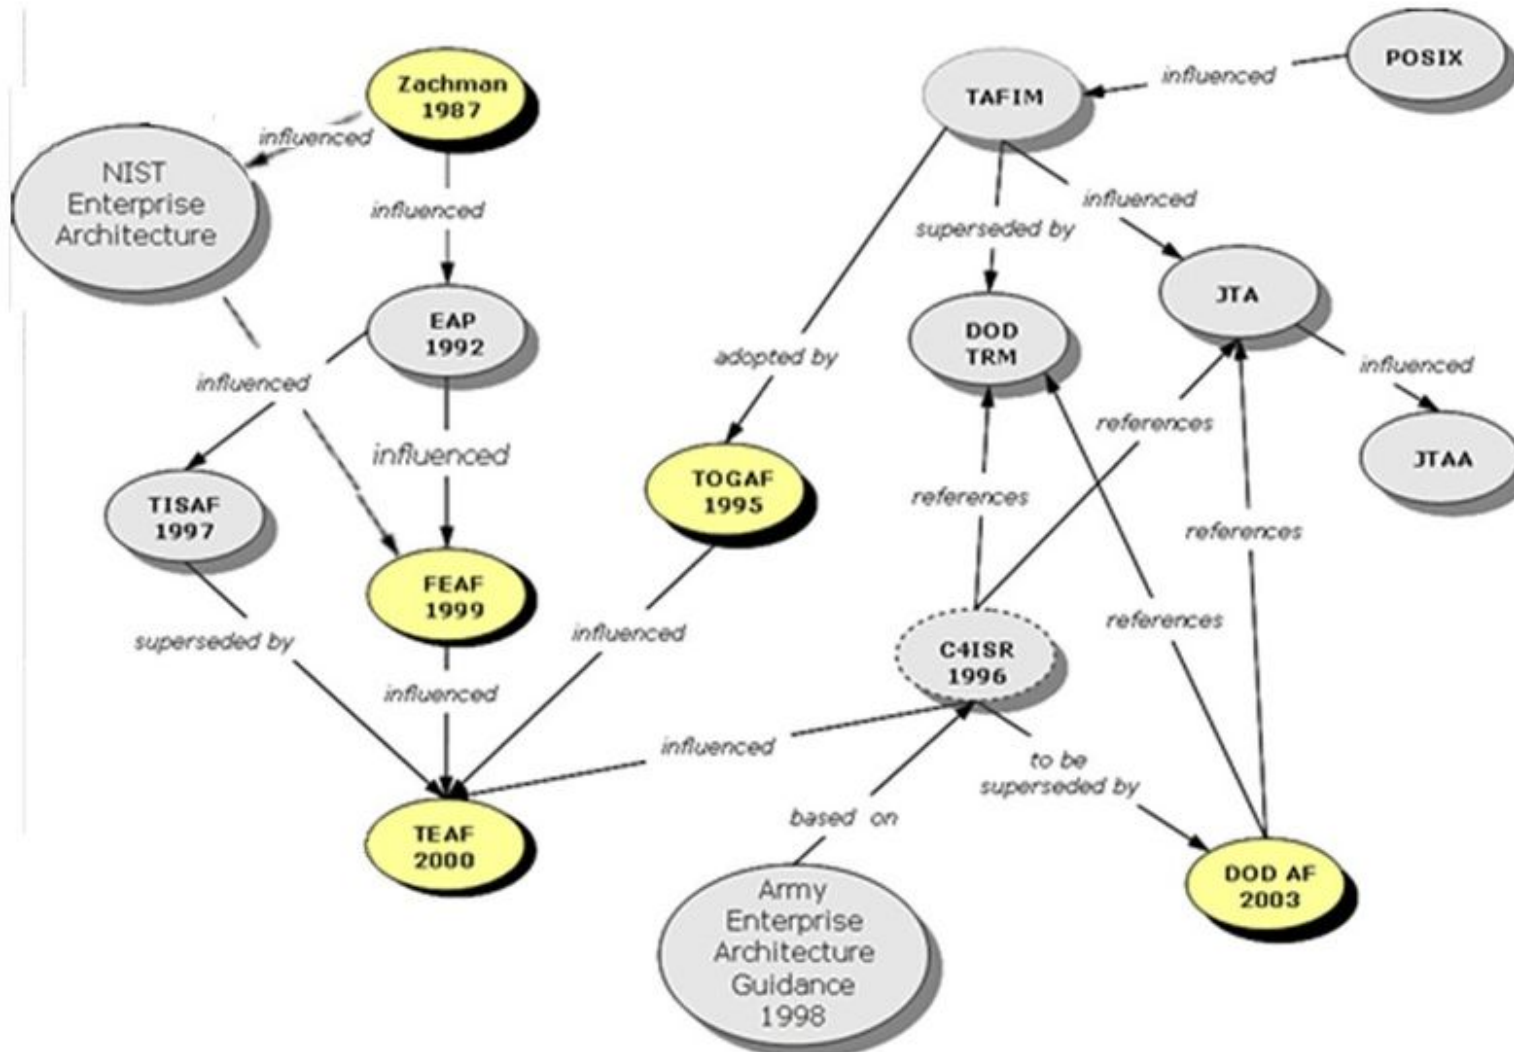 POSIX
influenced
TAFIM
Zachman
1987
influenced
NIST
Enterprise
Architecture
influenced
influenced
superseded by
JTA
EAP
1992
DOD
TRM
adopted by
influenced
influenced
influenced
references
JTAA
TOGAF
1995
TISAF
1997
references
references
FEAF
1999
references
superseded by
influenced
C4ISR
1996
influenced
influenced
to be
superseded by
based on
TEAF
2000
DOD AF
2003
Army
Enterprise
Architecture
Guidance
1998